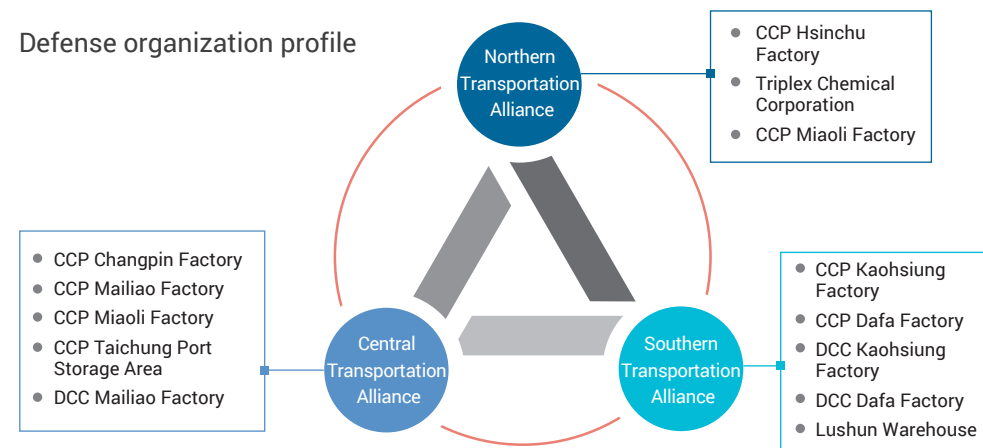 Defense organization profile
Northern
Transportation
Alliance
CCP Hsinchu
Factory
Triplex Chemical
Corporation
CCP Miaoli Factory
CCP Changpin Factory
CCP Mailiao Factory
CCP Miaoli Factory
CCP Taichung Port
Storage Area
DCC Mailiao Factory
Central
Transportation
Alliance
Southern
Transportation
Alliance
CCP Kaohsiung
Factory
CCP Dafa Factory
DCC Kaohsiung
Factory
DCC Dafa Factory
Lushun Warehouse